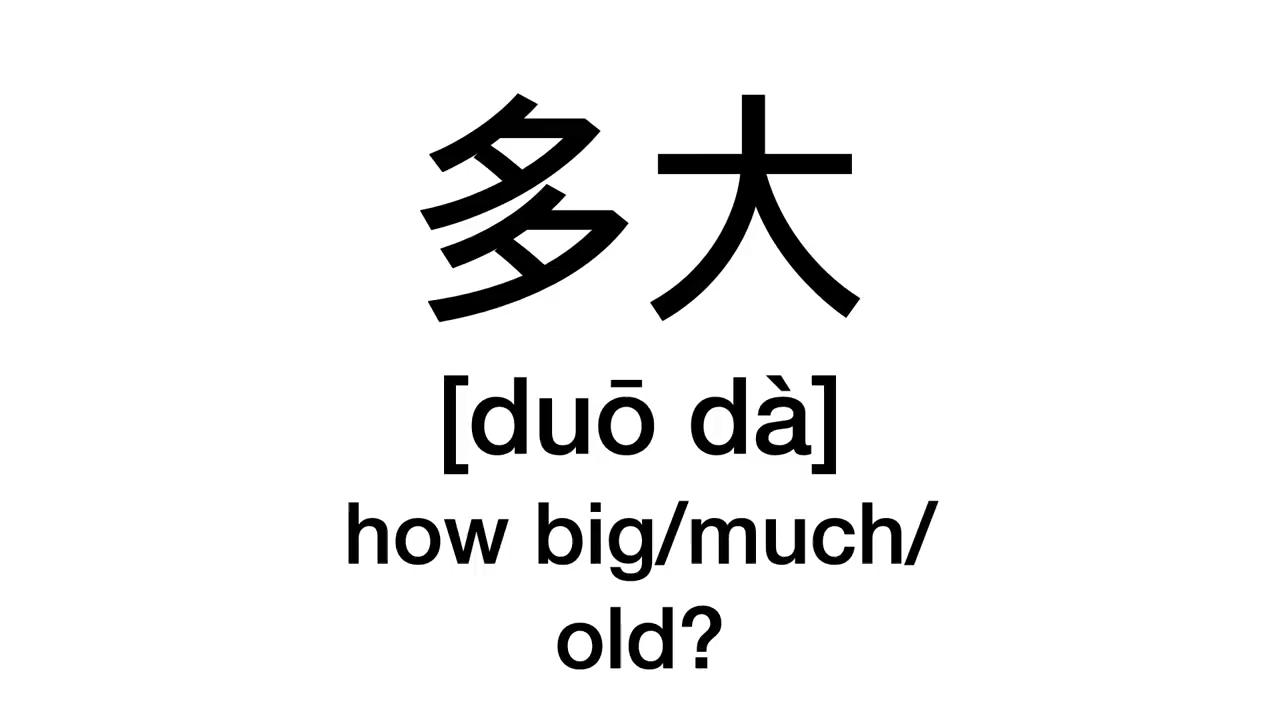 多大
[duō dà]
how big/much/
old?